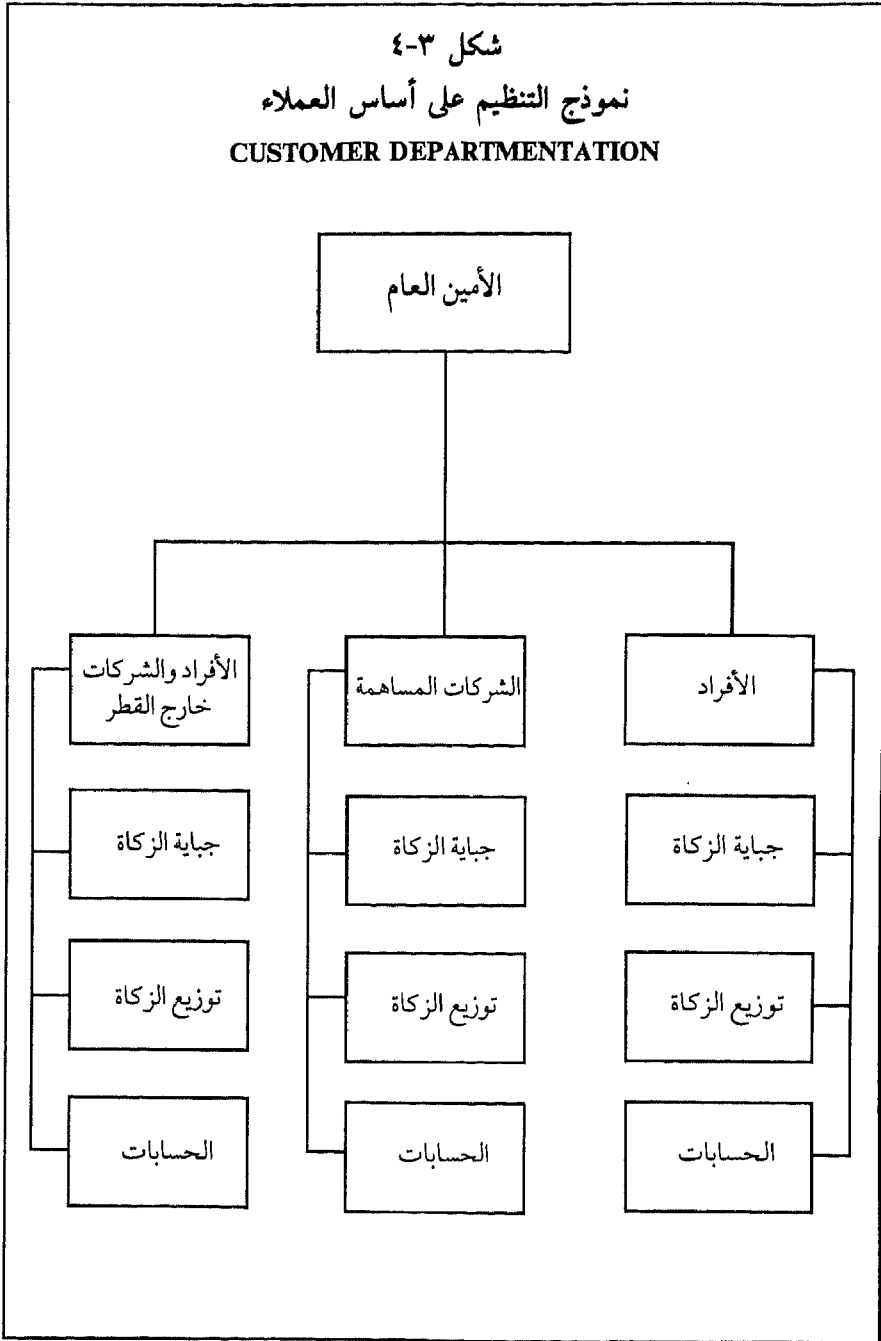 شكل ٣-٤
نموذج التنظيم على أساس العملاء
CUSTOMER DEPARTMENTATION
الأمين العام
الأفراد
الشركات المساهمة
الأفراد والشركات
خارج القطر
جباية الزكاة
جباية الزكاة
جباية الزكاة
توزيع الزكاة
توزيع الزكاة
توزيع الزكاة
الحسابات
الحسابات
الحسابات